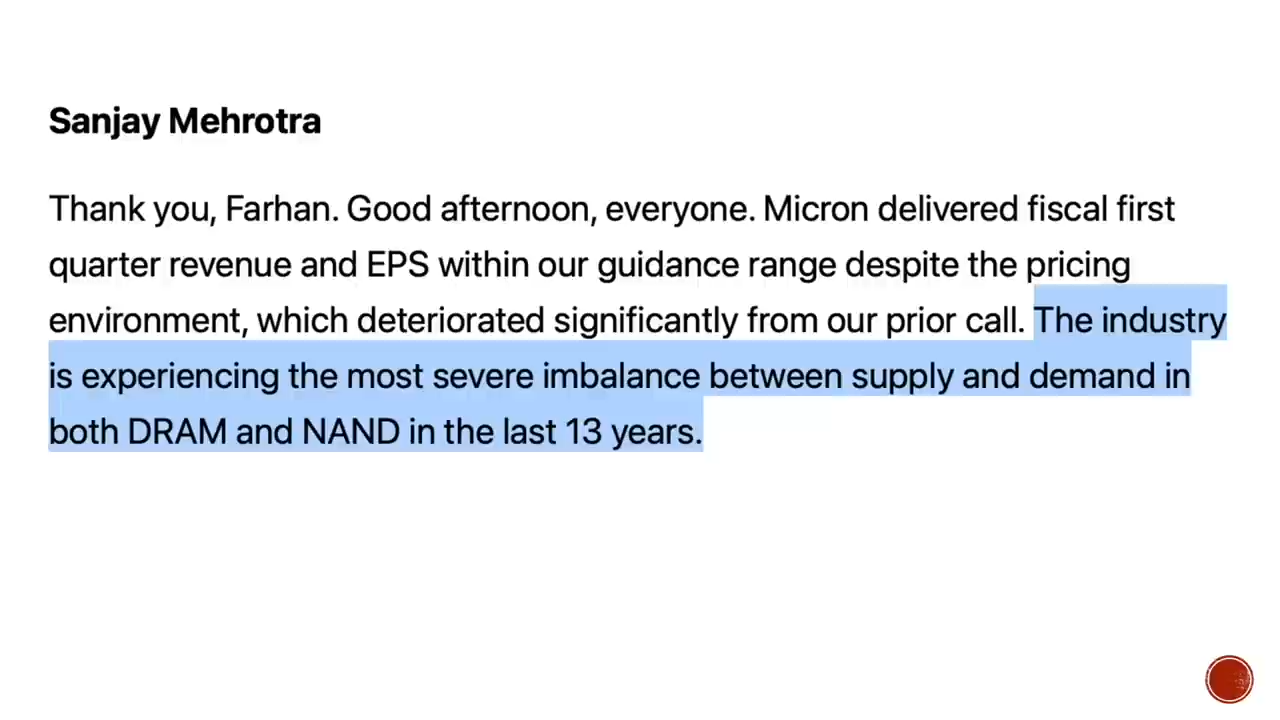 Sanjay Mehrotra
Thank you, Farhan. Good afternoon, everyone. Micron delivered fiscal first
quarter revenue and EPS within our guidance range despite the pricing
environment, which deteriorated significantly from our prior call. The industry
is experiencing the most severe imbalance between supply and demand in
both DRAM and NAND in the last 13 years.